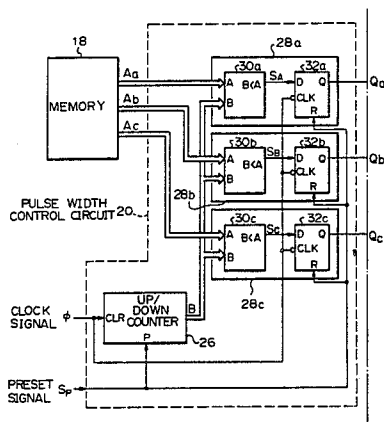 18
28a
30a
32a
Aa
A
SA
D Q
Qa
B<A
CLK
MEMORY
Ab
B
R
Ac
30b
32b
A
SB
D Q
Qb
B<A
CLK
B
R
28b
PULSE WIDTH
CONTROL CIRCUIT 20
30c
32c
A
Sc
D Q
Qc
B<A
CLK
B
R
28c
UP/
DOWN
COUNTER
CLOCK
SIGNAL φ
CLR
B
P
26
PRESET
SIGNAL Sp